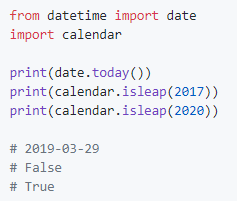 from datetime import date
import calendar
print(date.today())
print(calendar.isleap(2017))
print(calendar.isleap(2020))
# 2019-03-29
# False
# True